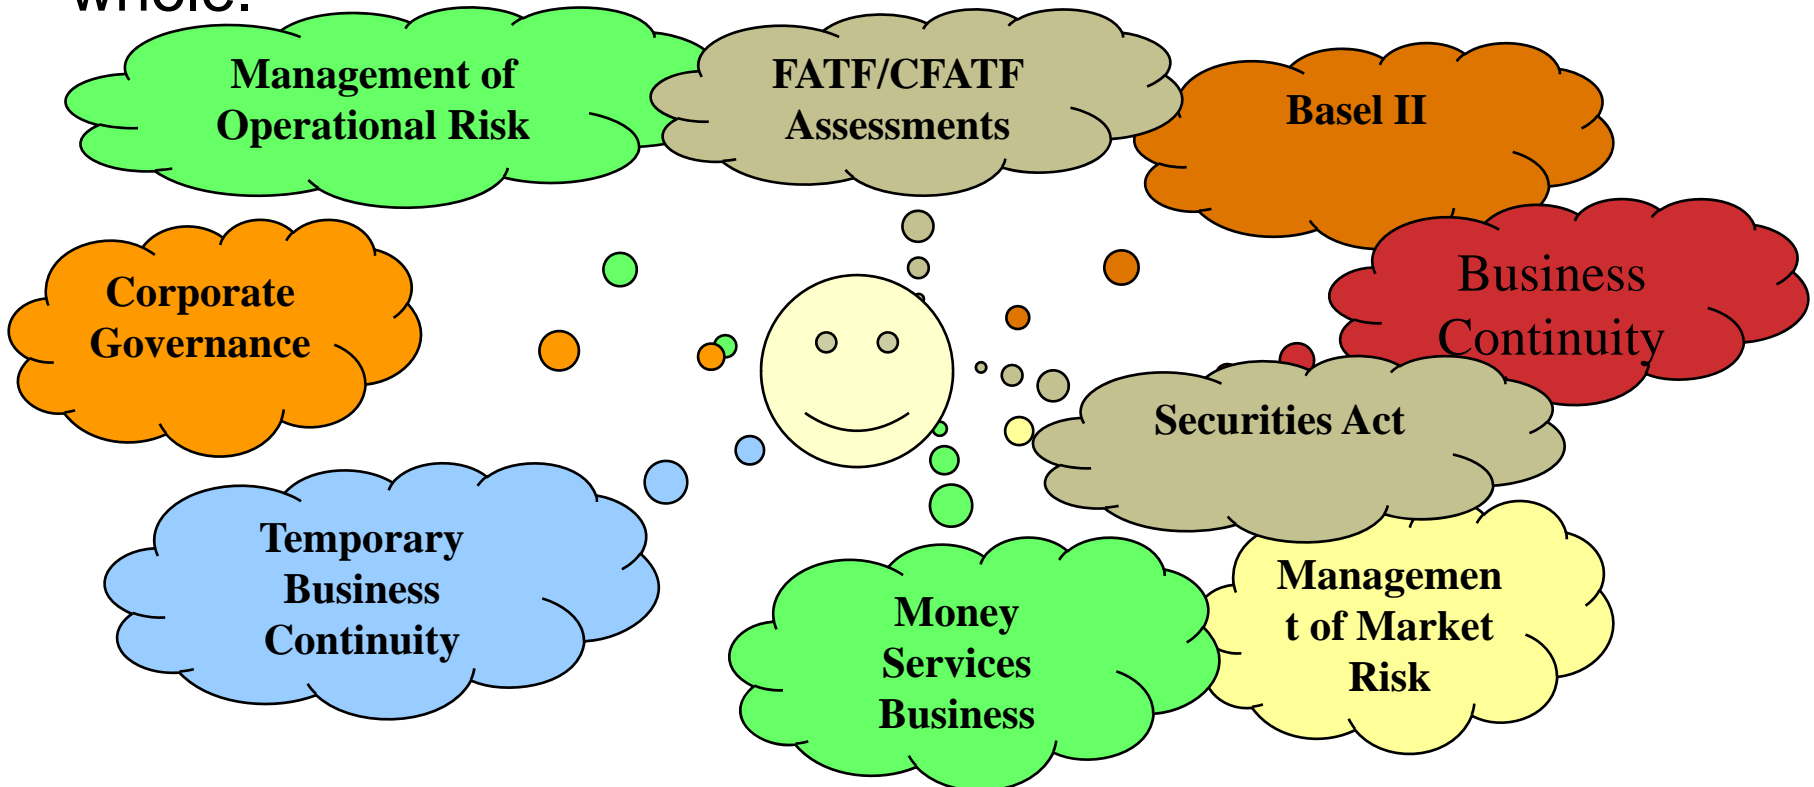 whole.
Management of
Operational Risk
FATF/CFATF
Assessments
Basel II
Corporate
Governance
Business
Continuity
Securities Act
Temporary
Business
Continuity
Money
Services
Business
Managemen
t of Market
Risk